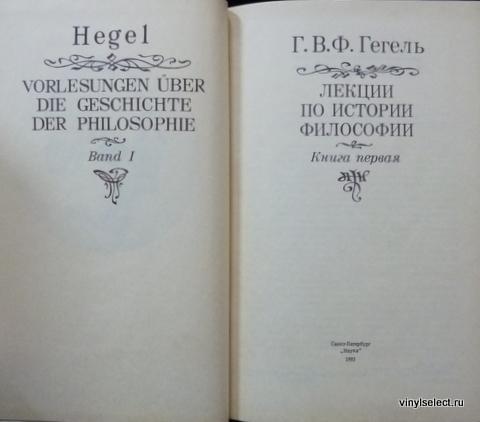 Hegel
VORLESUNGEN ÜBER
DIE GESCHICHTE
DER PHILOSOPHIE
Band I
Г. В. Ф. Гегель
ЛЕКЦИИ
ПО ИСТОРИИ
ФИЛОСОФИИ
Книга первая
Санкт-Петербург
„Наука"
1993
vinylselect.ru